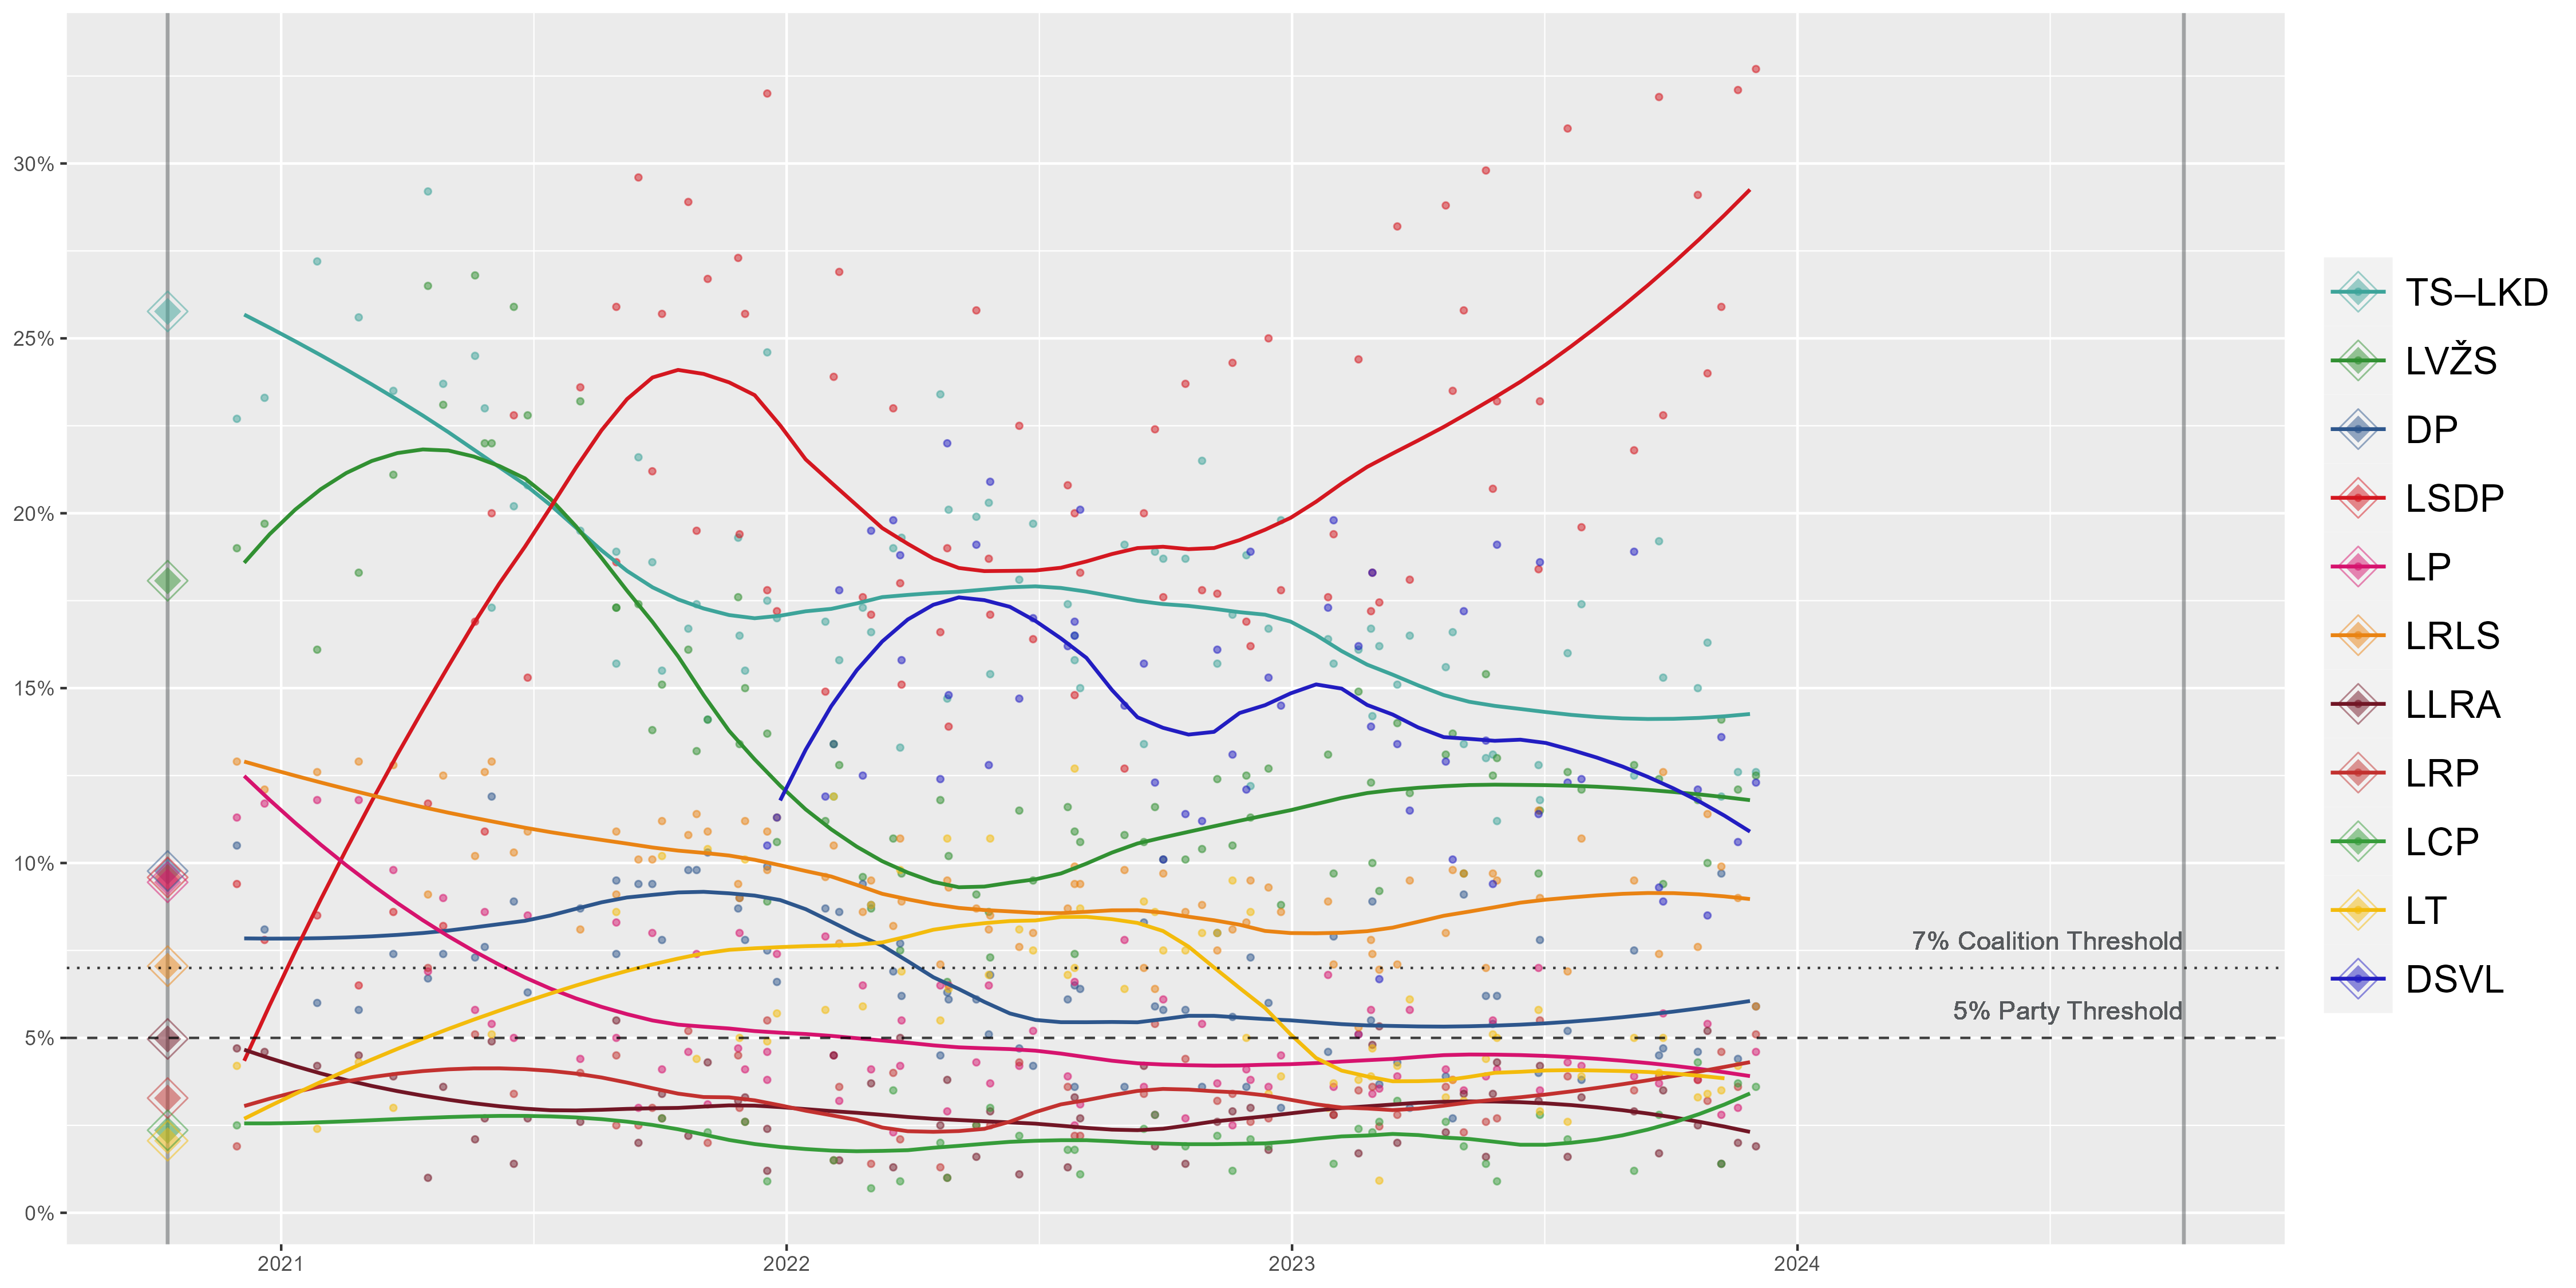 30%
25%
20%
15%
10%
5%
0%
2021
2022
2023
2024
7% Coalition Threshold
5% Party Threshold
TS–LKD
LVŽS
DP
LSDP
LP
LRLS
LLRA
LRP
LCP
LT
DSVL